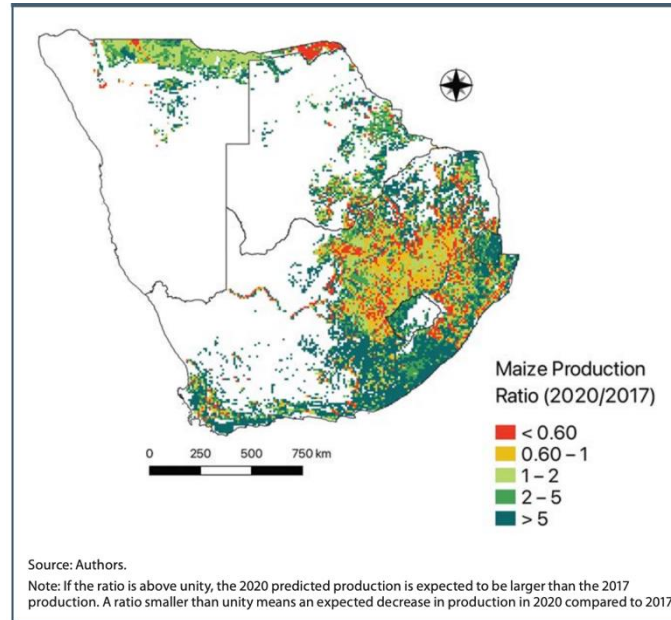 Maize Production
Ratio (2020/2017)
< 0.60
0.60 – 1
1 – 2
2 – 5
> 5
0 250 500 750 km
Source: Authors.
Note: If the ratio is above unity, the 2020 predicted production is expected to be larger than the 2017
production. A ratio smaller than unity means an expected decrease in production in 2020 compared to 2017